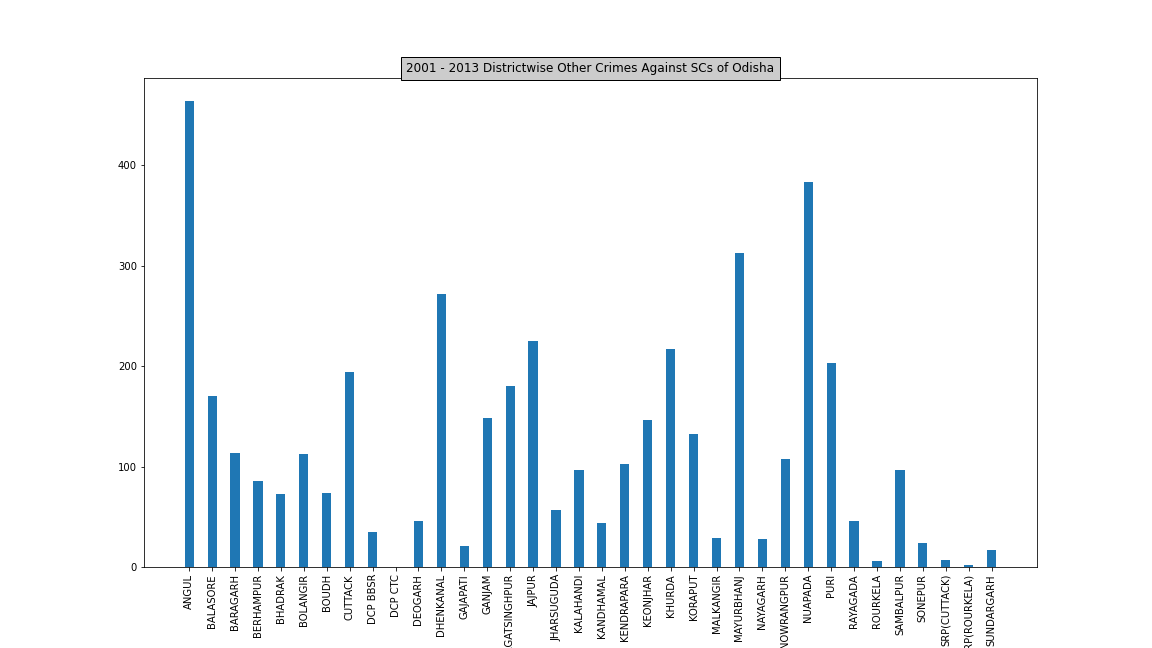 2001 - 2013 Districtwise Other Crimes Against SCs of Odisha
400
300
200
100
0
ANGUL
BALASORE
BARAGARH
BERHAMPUR
BHADRAK
BOLANGIR
BOUDH
CUTTACK
DCP BBSR
DCP CTC
DEOGARH
DHENKANAL
GAJAPATI
GANJAM
GATSINGHPUR
JAJPUR
JHARSUGUDA
KALAHANDI
KANDHAMAL
KENDRAPARA
KEONJHAR
KHURDA
KORAPUT
MALKANGIR
MAYURBHANJ
NAYAGARH
NOWRANGPUR
NUAPADA
PURI
RAYAGADA
ROURKELA
SAMBALPUR
SONEPUR
SRP(CUTTACK)
RP(ROURKELA)
SUNDARGARH